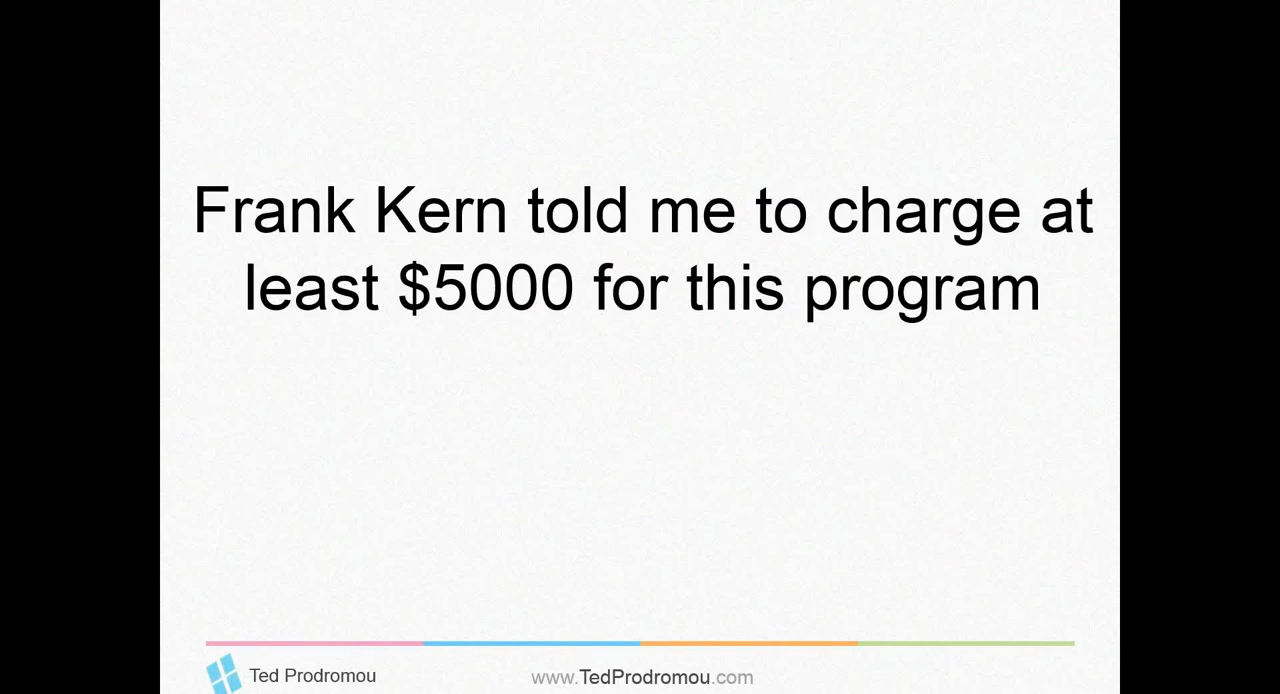 Frank Kern told me to charge at
least $5000 for this program
Ted Prodromou
www.TedProdromou.com